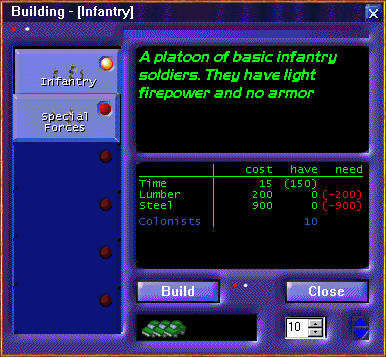 Building - [Infantry]
Infantry
Special
Forces
A platoon of basic infantry
soldiers. They have light
firepower and no armor
cost have need
Time 15 (150)
Lumber 200 0 (-200)
Steel 900 0 (-900)
Colonists 10
Build Close
10